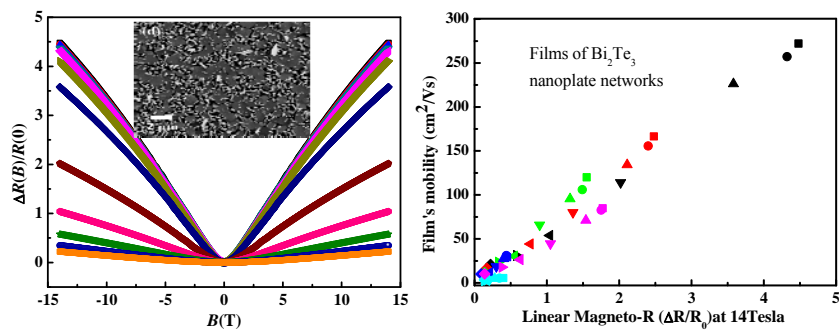 ΔR(B)/R(0)
5
4
3
2
1
0
-15 -10 -5 0 5 10 15
B(T)
Film's mobility (cm²/Vs)
300
250
200
150
100
50
0
Films of Bi₂Te₃
nanoplate networks
0 1 2 3 4 5
Linear Magneto-R (ΔR/R₀)at 14Tesla